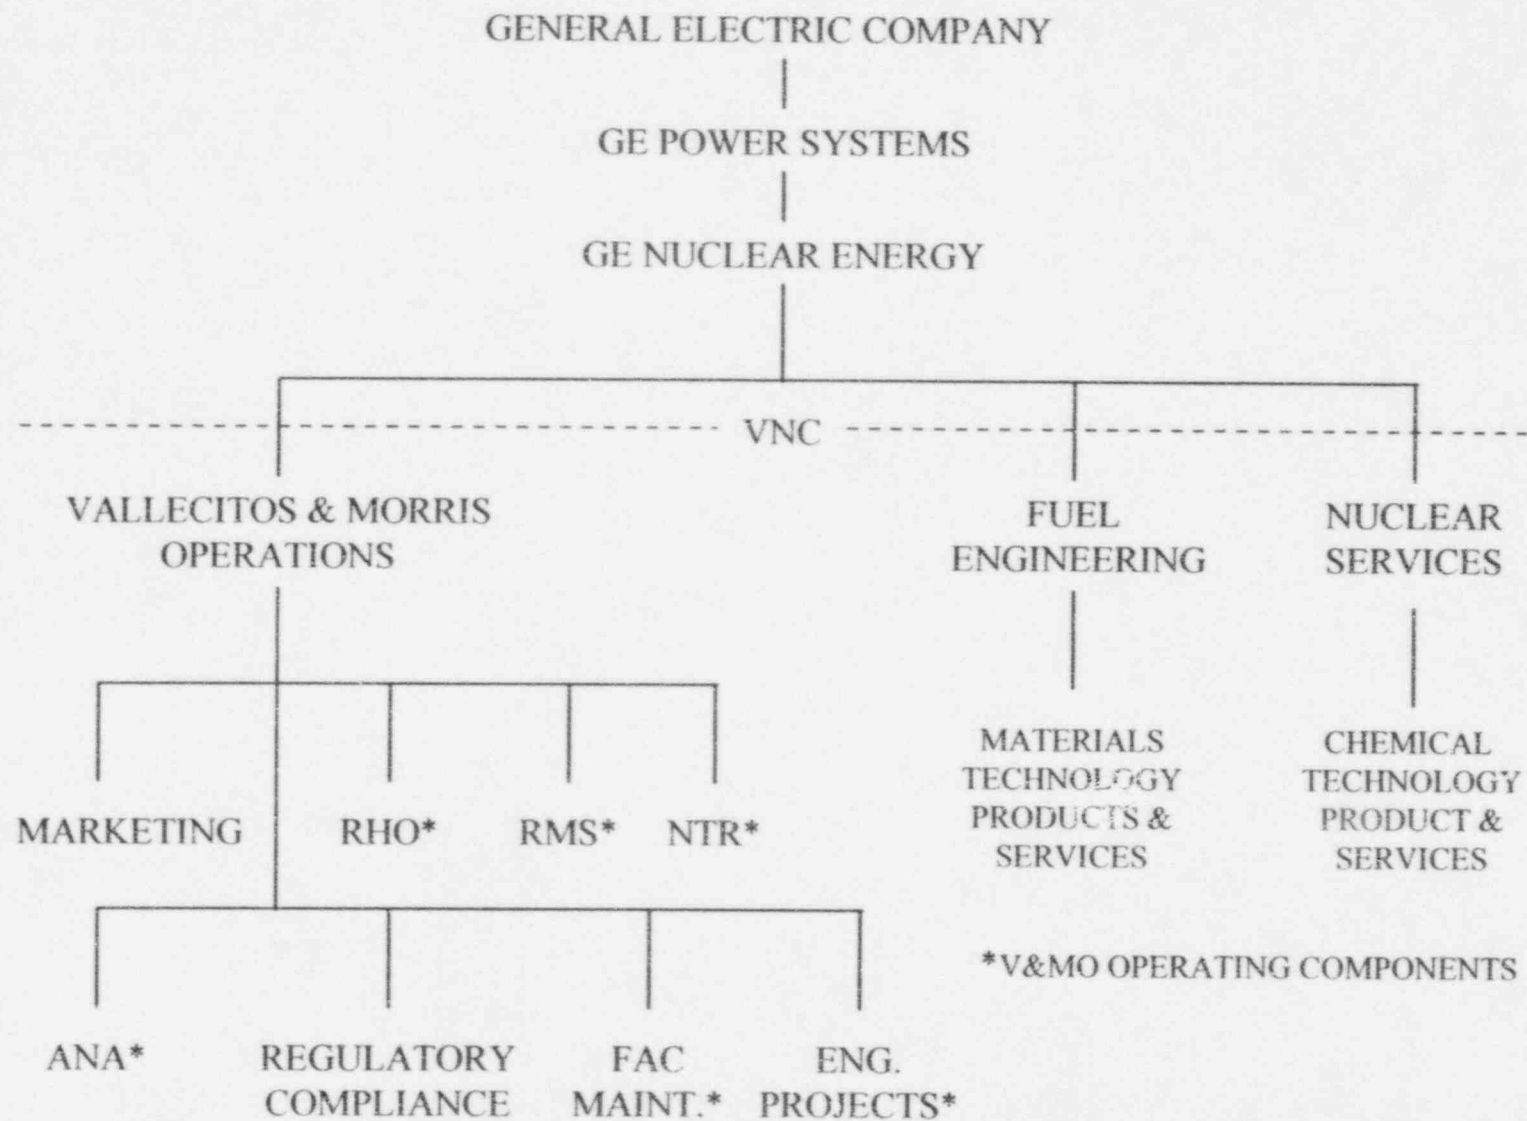 GENERAL ELECTRIC COMPANY
GE POWER SYSTEMS
GE NUCLEAR ENERGY
VNC
VALLECITOS & MORRIS
OPERATIONS
FUEL
ENGINEERING
NUCLEAR
SERVICES
MARKETING
RHO*
RMS*
NTR*
MATERIALS
TECHNOLOGY
PRODUCTS &
SERVICES
CHEMICAL
TECHNOLOGY
PRODUCT &
SERVICES
*V&MO OPERATING COMPONENTS
ANA*
REGULATORY
COMPLIANCE
FAC
MAINT.*
ENG.
PROJECTS*